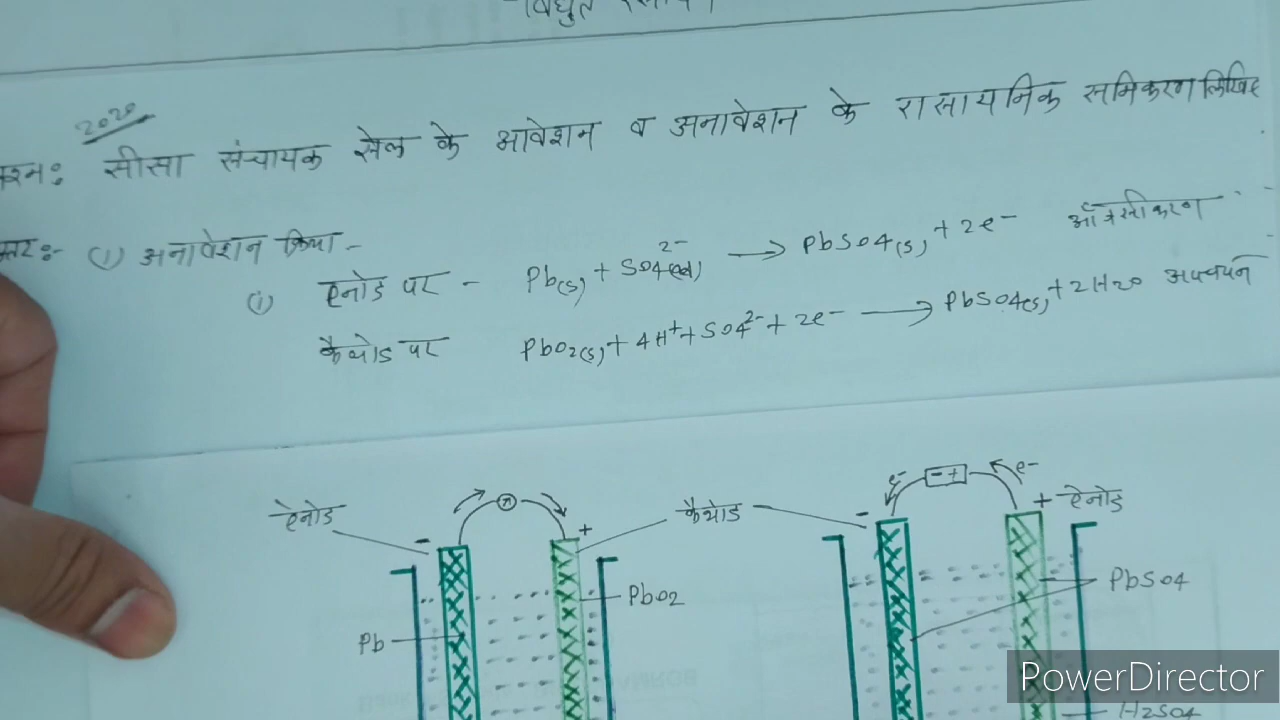 विद्युत रसायन
2020
प्रश्न: सीसा संचायक सेल के आवेशन व अनावेशन के रासायनिक समिकरण लिखिए
उत्तर:- (1) अनावेशन क्रिया -
(i) ऐनोड पर - Pb(s) + SO4²⁻(aq) → PbSO4(s) + 2e⁻ ऑक्सीकरण
कैथोड पर PbO2(s) + 4H⁺ + SO4²⁻ + 2e⁻ → PbSO4(s) + 2H2O अपचयन
ऐनोड - + कैथोड e⁻ - + e⁻ - + ऐनोड
PbO2 PbSO4
Pb
H2SO4
PowerDirector